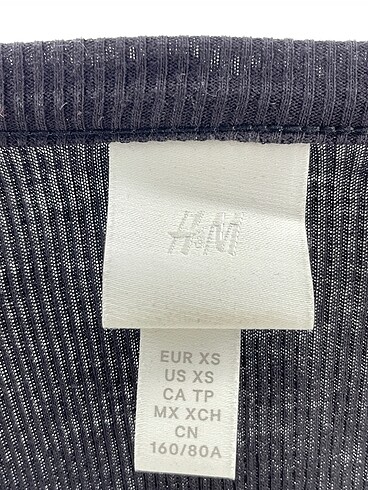 H&M
EUR XS
US XS
CA TP
MX XCH
CN
160/80A